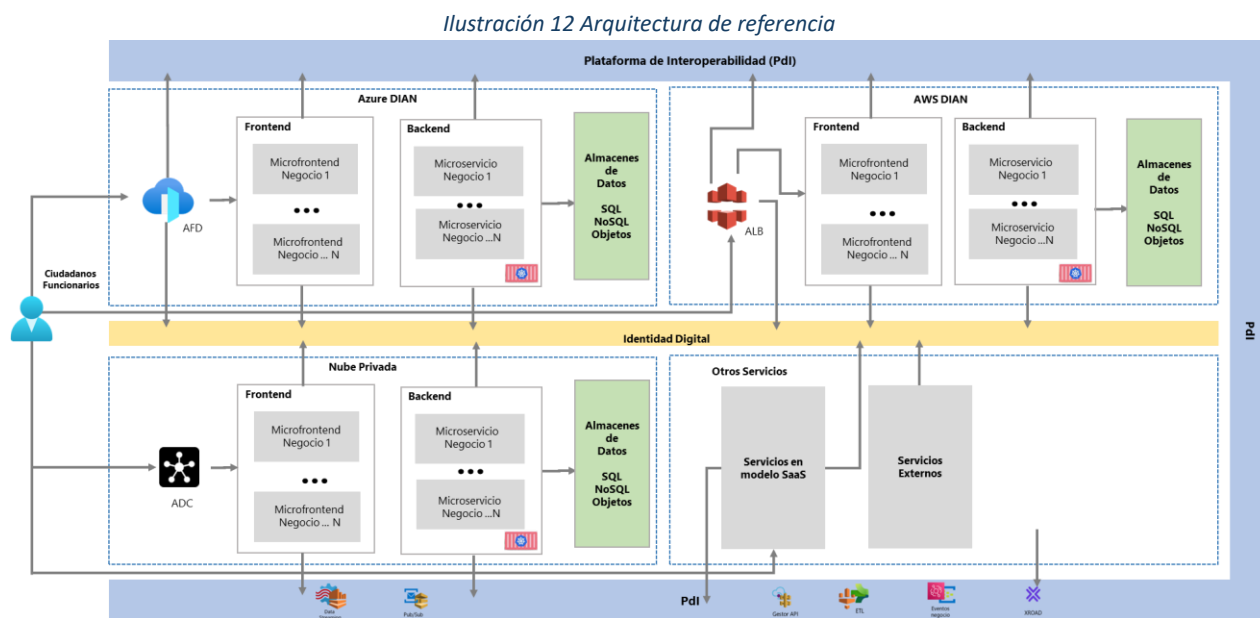 Ilustración 12 Arquitectura de referencia
Plataforma de Interoperabilidad (PdI)
Azure DIAN
Frontend
Microfrontend
Negocio 1
...
Microfrontend
Negocio ... N
Backend
Microservicio
Negocio 1
...
Microservicio
Negocio ...N
Almacenes
de
Datos
SQL
NoSQL
Objetos
AFD
AWS DIAN
Frontend
Microfrontend
Negocio 1
...
Microfrontend
Negocio ... N
Backend
Microservicio
Negocio 1
...
Microservicio
Negocio ...N
Almacenes
de
Datos
SQL
NoSQL
Objetos
ALB
Ciudadanos
Funcionarios
Identidad Digital
PdI
Nube Privada
Frontend
Microfrontend
Negocio 1
...
Microfrontend
Negocio ... N
Backend
Microservicio
Negocio 1
...
Microservicio
Negocio ...N
Almacenes
de
Datos
SQL
NoSQL
Objetos
ADC
Otros Servicios
Servicios en
modelo SaaS
Servicios
Externos
PdI
Data
Pub/Sub
Gestor API
ETL
Eventos
negocio
XROAD